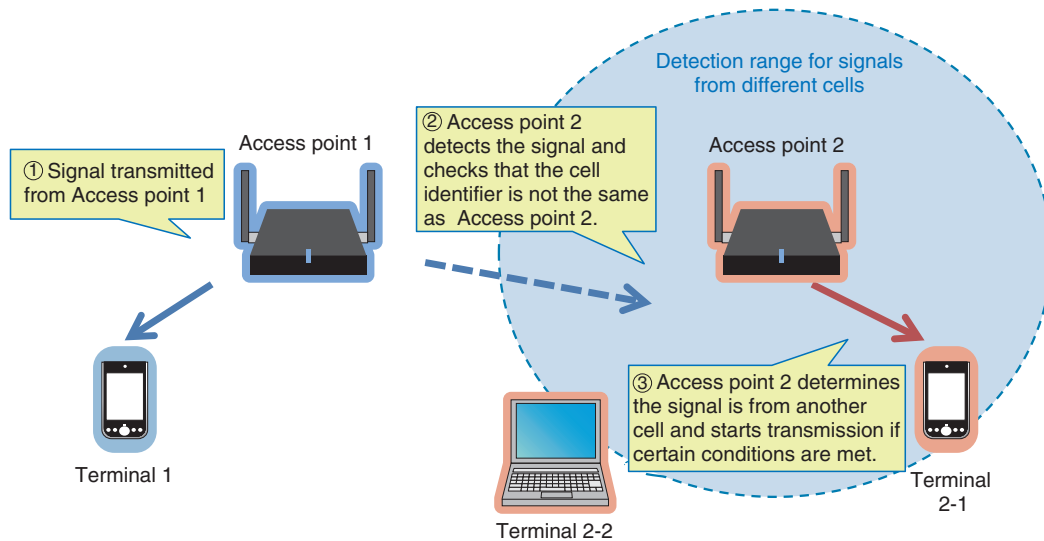 Detection range for signals
from different cells
Access point 1
① Signal transmitted
from Access point 1
② Access point 2
detects the signal and
checks that the cell
identifier is not the same
as Access point 2.
Access point 2
③ Access point 2 determines
the signal is from another
cell and starts transmission if
certain conditions are met.
Terminal 1
Terminal 2-2
Terminal
2-1